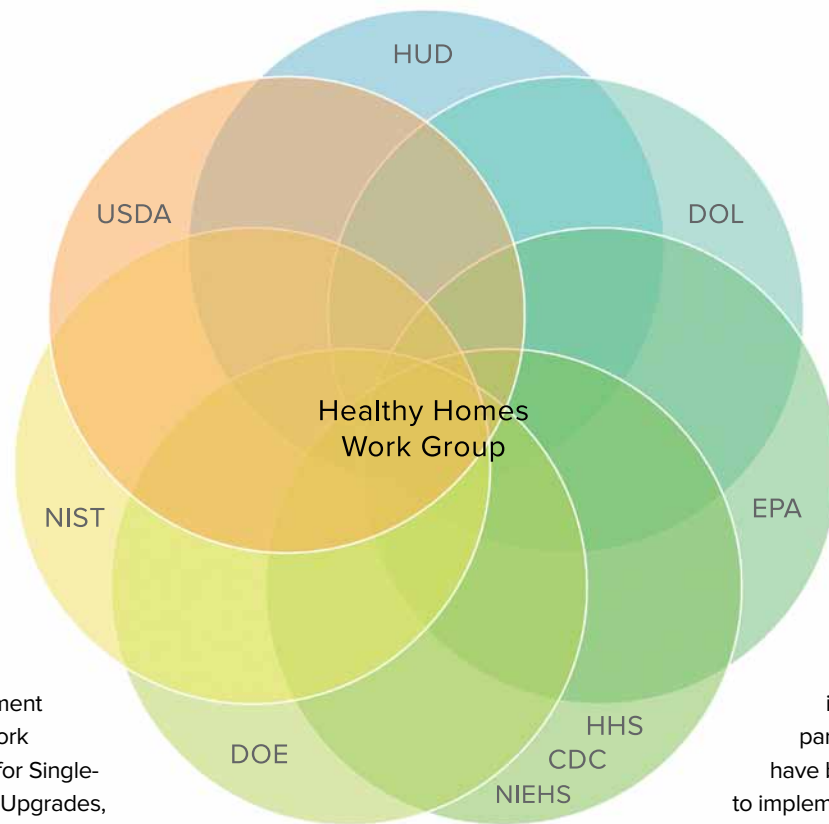 HUD
USDA
DOL
Healthy Homes
Work Group
NIST
EPA
DOE
HHS
CDC
NIEHS
ment
ork
for Single-
Upgrades,
have
to implem